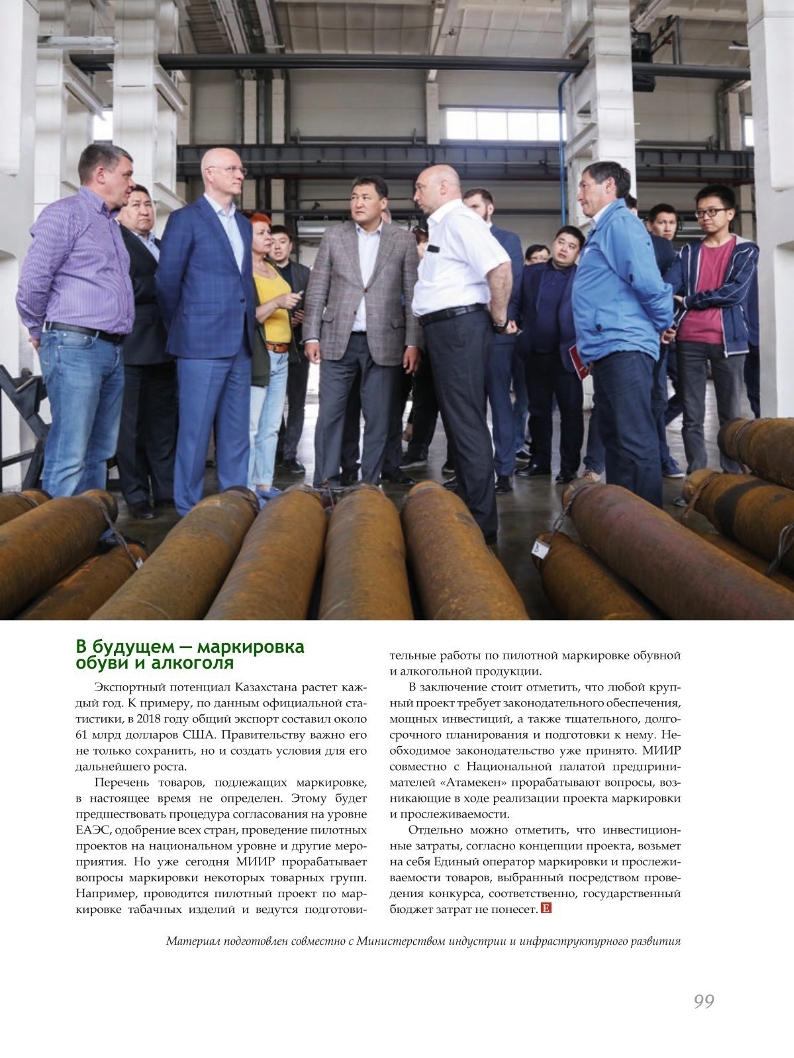 В будущем — маркировка
обуви и алкоголя
Экспортный потенциал Казахстана растет каж-
дый год. К примеру, по данным официальной ста-
тистики, в 2018 году общий экспорт составил около
61 млрд долларов США. Правительству важно его
не только сохранить, но и создать условия для его
дальнейшего роста.
Перечень товаров, подлежащих маркировке,
в настоящее время не определен. Этому будет
предшествовать процедура согласования на уровне
ЕАЭС, одобрение всех стран, проведение пилотных
проектов на национальном уровне и другие меро-
приятия. Но уже сегодня МИИР прорабатывает
вопросы маркировки некоторых товарных групп.
Например, проводится пилотный проект по мар-
кировке табачных изделий и ведутся подготови-
тельные работы по пилотной маркировке обувной
и алкогольной продукции.
В заключение стоит отметить, что любой круп-
ный проект требует законодательного обеспечения,
мощных инвестиций, а также тщательного, долго-
срочного планирования и подготовки к нему. Не-
обходимое законодательство уже принято. МИИР
совместно с Национальной палатой предприни-
мателей «Атамекен» прорабатывают вопросы, воз-
никающие в ходе реализации проекта маркировки
и прослеживаемости.
Отдельно можно отметить, что инвестицион-
ные затраты, согласно концепции проекта, возьмет
на себя Единый оператор маркировки и прослежи-
ваемости товаров, выбранный посредством прове-
дения конкурса, соответственно, государственный
бюджет затрат не понесет. E
Материал подготовлен совместно с Министерством индустрии и инфраструктурного развития
99